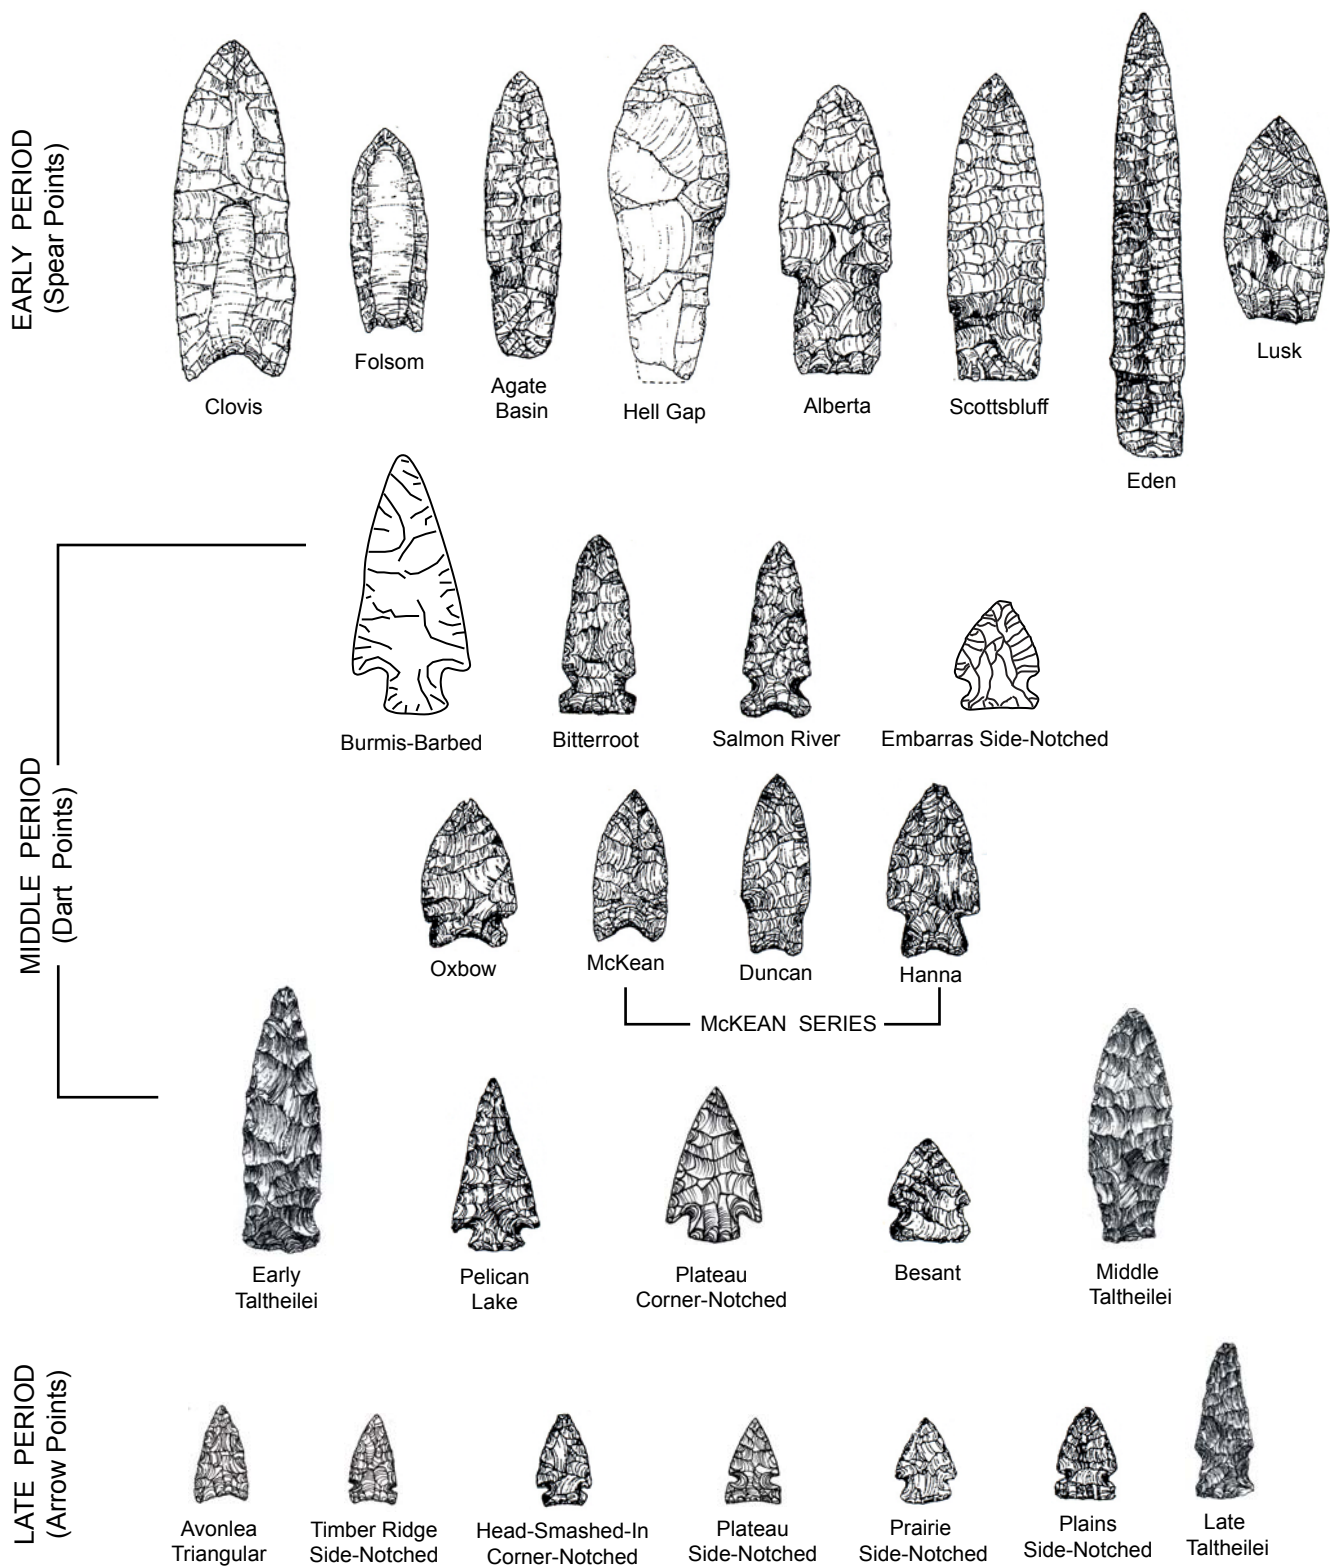 EARLY PERIOD
(Spear Points)
Clovis
Folsom
Agate
Basin
Hell Gap
Alberta
Scottsbluff
Eden
Lusk
MIDDLE PERIOD
(Dart Points)
Burmis-Barbed
Bitterroot
Salmon River
Embarras Side-Notched
Oxbow
McKean
Duncan
Hanna
McKEAN SERIES
Early
Taltheilei
Pelican
Lake
Plateau
Corner-Notched
Besant
Middle
Taltheilei
LATE PERIOD
(Arrow Points)
Avonlea
Triangular
Timber Ridge
Side-Notched
Head-Smashed-In
Corner-Notched
Plateau
Side-Notched
Prairie
Side-Notched
Plains
Side-Notched
Late
Taltheilei